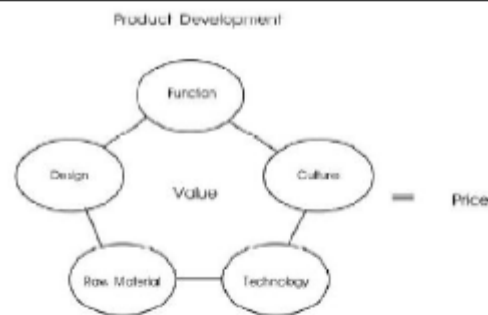 Product Development
Function
Design
Value
Culture
= Price
Raw Material
Technology